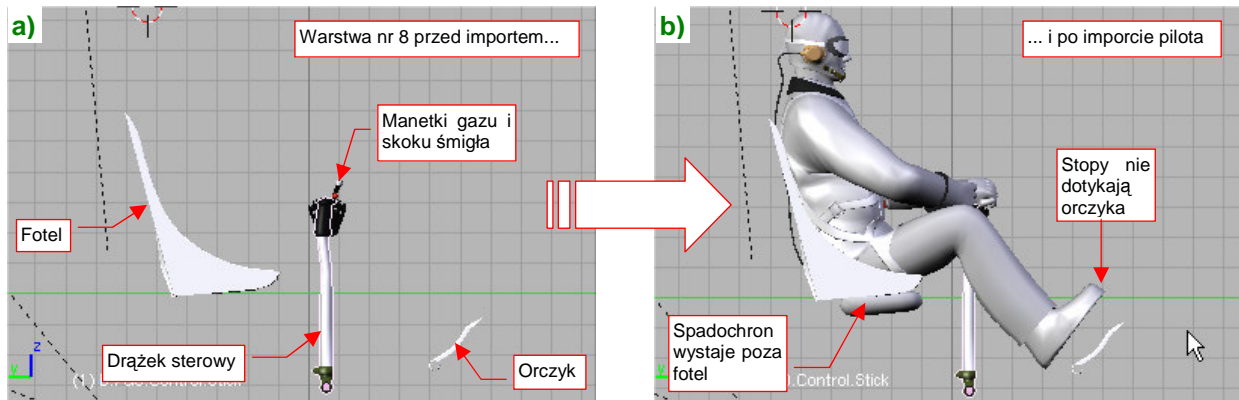 a)
Warstwa nr 8 przed importem...
Manetki gazu i
skoku śmigła
Fotel
Drążek sterowy
Orczyk
z
y
b)
... i po imporcie pilota
Stopy nie
dotykają
orczyka
Spadochron
wystaje poza
fotel
.Control.Stick